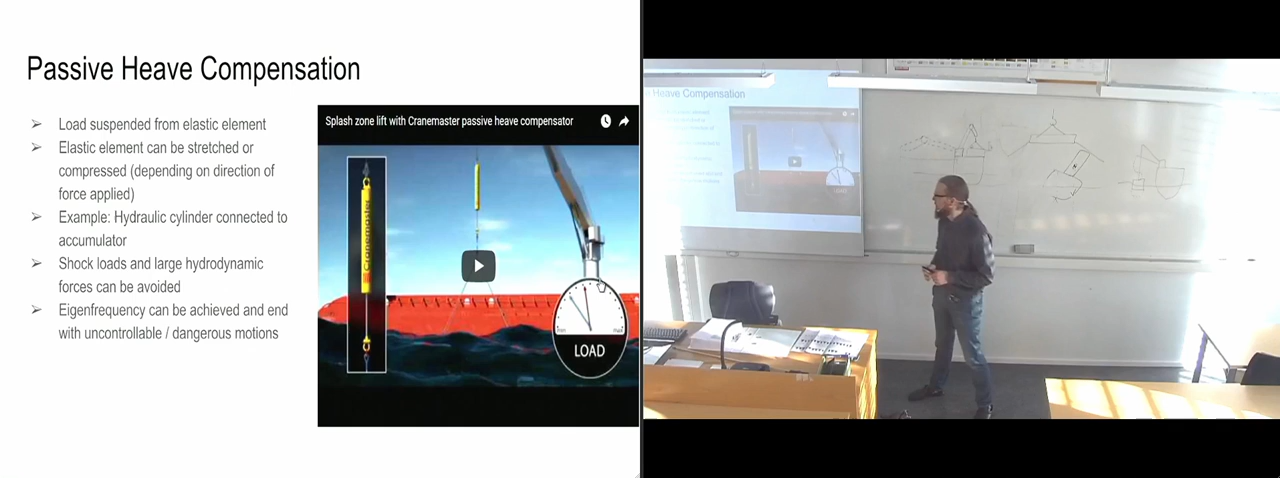 Passive Heave Compensation
➢ Load suspended from elastic element
➢ Elastic element can be stretched or
compressed (depending on direction of
force applied)
➢ Example: Hydraulic cylinder connected to
accumulator
➢ Shock loads and large hydrodynamic
forces can be avoided
➢ Eigenfrequency can be achieved and end
with uncontrollable / dangerous motions
Splash zone lift with Cranemaster passive heave compensator
Cranemaster
LOAD
Heave Compensation
LOAD